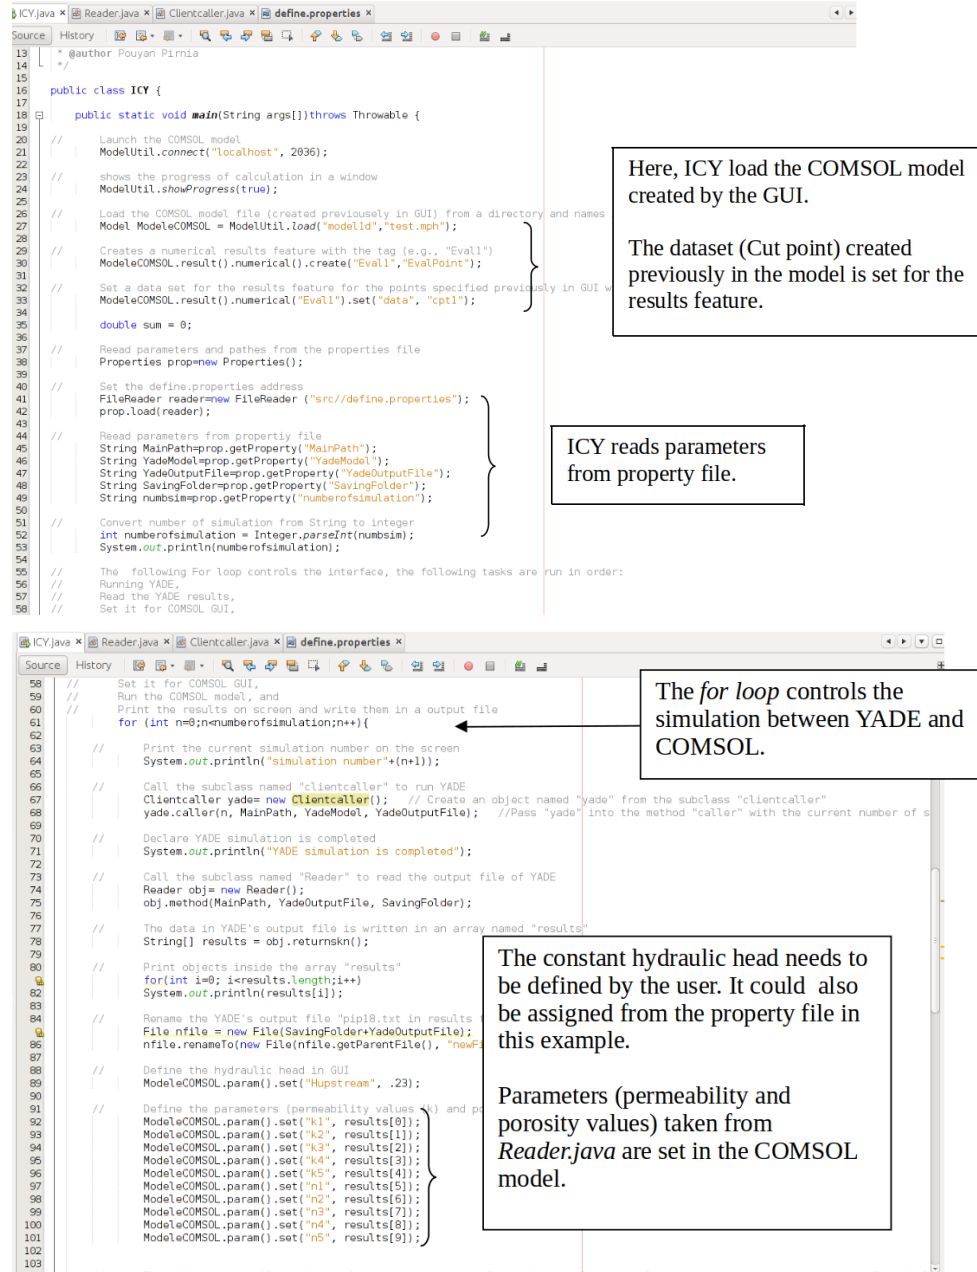 ICY.java × Reader.java × Clientcaller.java × define.properties ×
Source History
13 * @author Pouyan Pirnia
14 */
15
16 public class ICY {
17
18 public static void main(String args[])throws Throwable {
19
20 // Launch the COMSOL model
21 ModelUtil.connect("localhost", 2036);
22
23 // shows the progress of calculation in a window
24 ModelUtil.showProgress(true);
25
26 // Load the COMSOL model file (created previousely in GUI) from a directory and names
27 Model ModeleCOMSOL = ModelUtil.load("model1d","test.mph");
28
29 // Creates a numerical results feature with the tag (e.g., "Eval1")
30 ModeleCOMSOL.result().numerical().create("Eval1","EvalPoint");
31
32 // Set a data set for the results feature for the points specified previously in GUI w
33 ModeleCOMSOL.result().numerical("Eval1").set("data", "cpt1");
34
35 double sum = 0;
36
37 // Reead parameters and pathes from the properties file
38 Properties prop=new Properties();
39
40 // Set the define.properties address
41 FileReader reader=new FileReader ("src//define.properties");
42 prop.load(reader);
43
44 // Reead parameters from propertiy file
45 String MainPath=prop.getProperty("MainPath");
46 String YadeModel=prop.getProperty("YadeModel");
47 String YadeOutputFile=prop.getProperty("YadeOutputFile");
48 String SavingFolder=prop.getProperty("SavingFolder");
49 String numbsim=prop.getProperty("numberofsimulation");
50
51 // Convert number of simulation from String to integer
52 int numberofsimulation = Integer.parseInt(numbsim);
53 System.out.println(numberofsimulation);
54
55 // The following For loop controls the interface, the following tasks are run in order:
56 // Running YADE,
57 // Read the YADE results,
58 // Set it for COMSOL GUI,
Here, ICY load the COMSOL model
created by the GUI.
The dataset (Cut point) created
previously in the model is set for the
results feature.
ICY reads parameters
from property file.
ICY.java × Reader.java × Clientcaller.java × define.properties ×
Source History
58 // Set it for COMSOL GUI,
59 // Run the COMSOL model, and
60 // Print the results on screen and write them in a output file
61 for (int n=0;n<numberofsimulation;n++){
62
63 // Print the current simulation number on the screen
64 System.out.println("simulation number"+(n+1));
65
66 // Call the subclass named "clientcaller" to run YADE
67 Clientcaller yade= new Clientcaller(); // Create an object named "yade" from the subclass "clientcaller"
68 yade.caller(n, MainPath, YadeModel, YadeOutputFile); //Pass "yade" into the method "caller" with the current number of s
69
70 // Declare YADE simulation is completed
71 System.out.println("YADE simulation is completed");
72
73 // Call the subclass named "Reader" to read the output file of YADE
74 Reader obj= new Reader();
75 obj.method(MainPath, YadeOutputFile, SavingFolder);
76
77 // The data in YADE's output file is written in an array named "results"
78 String[] results = obj.returnskn();
79
80 // Print objects inside the array "results"
for(int i=0; i<results.length;i++)
82 System.out.println(results[i]);
83
84 // Rename the YADE's output file "pip18.txt in results
File nfile = new File(SavingFolder+YadeOutputFile);
86 nfile.renameTo(new File(nfile.getParentFile(), "newFi
87
88 // Define the hydraulic head in GUI
89 ModeleCOMSOL.param().set("Hupstream", .23);
90
91 // Define the parameters (permeability values (k) and po
92 ModeleCOMSOL.param().set("k1", results[0]);
93 ModeleCOMSOL.param().set("k2", results[1]);
94 ModeleCOMSOL.param().set("k3", results[2]);
95 ModeleCOMSOL.param().set("k4", results[3]);
96 ModeleCOMSOL.param().set("k5", results[4]);
97 ModeleCOMSOL.param().set("n1", results[5]);
98 ModeleCOMSOL.param().set("n2", results[6]);
99 ModeleCOMSOL.param().set("n3", results[7]);
100 ModeleCOMSOL.param().set("n4", results[8]);
101 ModeleCOMSOL.param().set("n5", results[9]);
102
103
The for loop controls the
simulation between YADE and
COMSOL.
The constant hydraulic head needs to
be defined by the user. It could also
be assigned from the property file in
this example.
Parameters (permeability and
porosity values) taken from
Reader.java are set in the COMSOL
model.